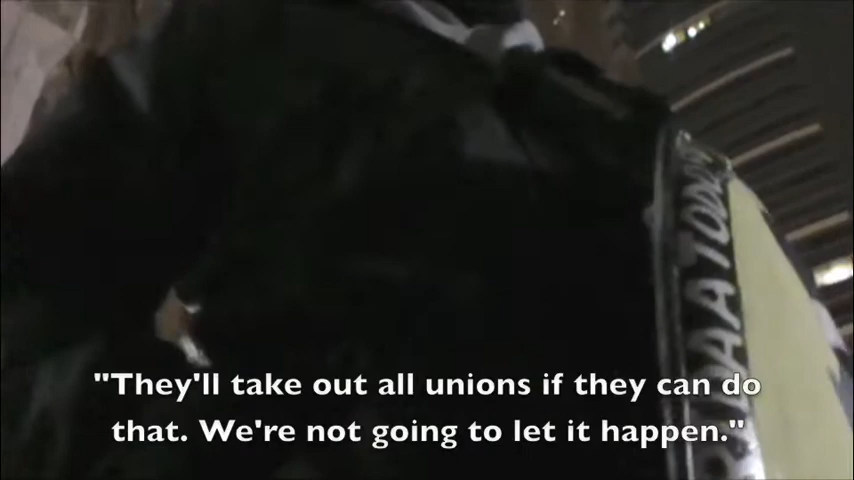 "They'll take out all unions if they can do
that. We're not going to let it happen."